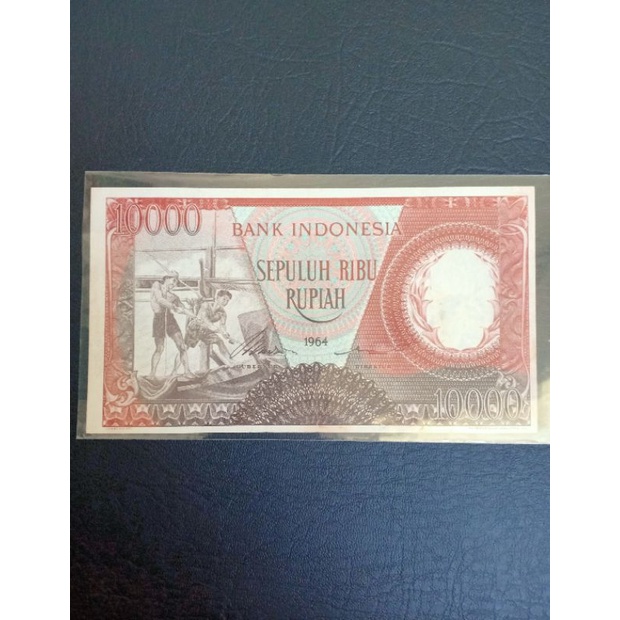 10000
BANK INDONESIA
SEPULUH RIBU
RUPIAH
1964
10000